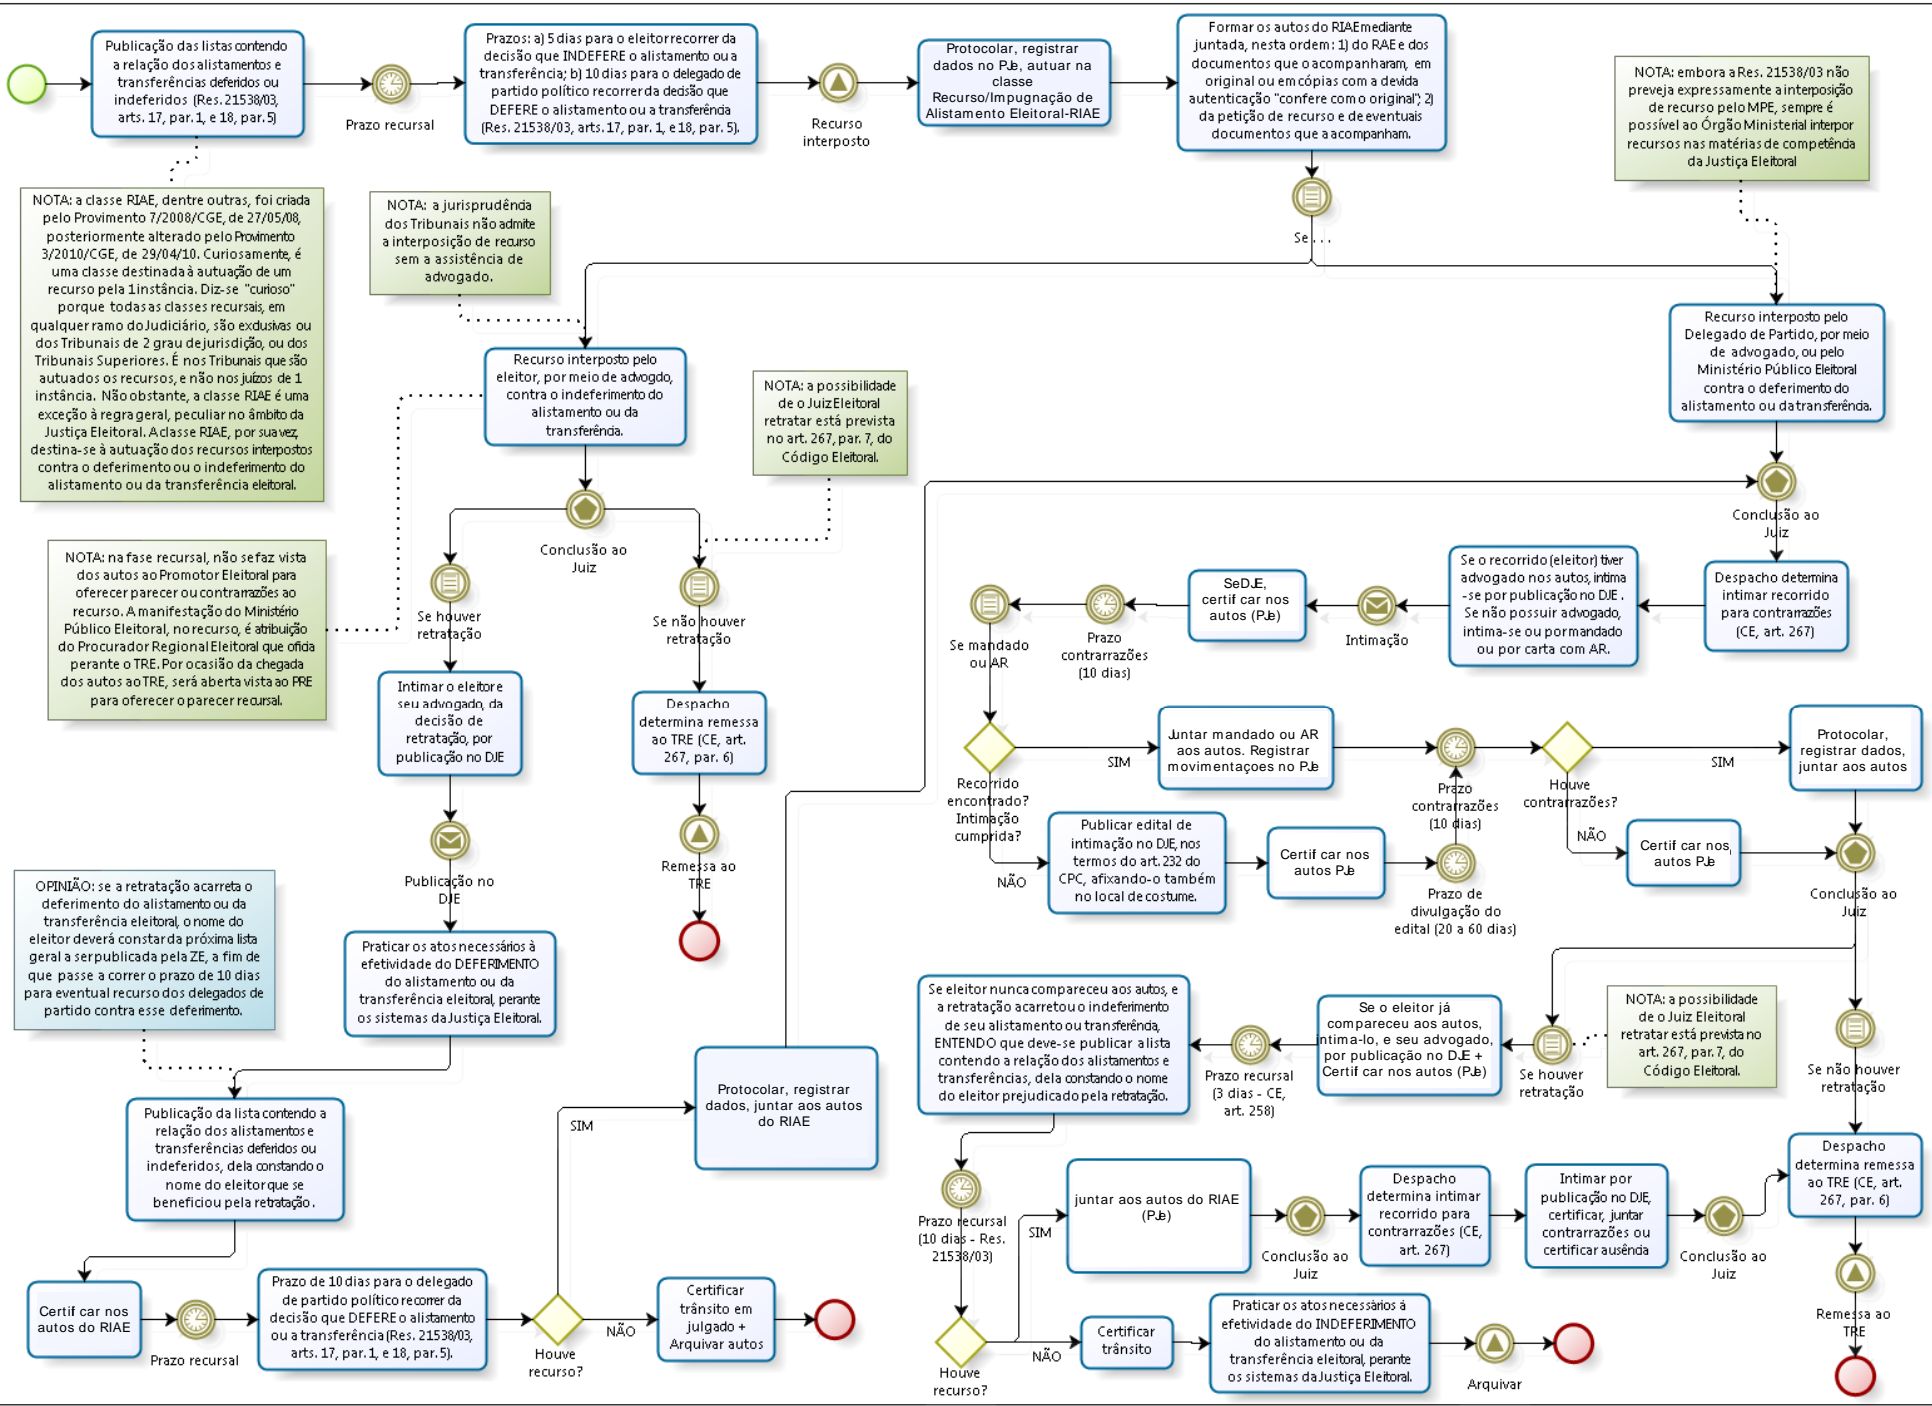 Publicação das listas contendo
a relação dos alistamentos e
transferências deferidos ou
indeferidos (Res. 21538/03,
arts. 17, par. 1, e 18, par. 5)
Prazo recursal
Prazos: a) 5 dias para o eleitor recorrer da
decisão que INDEFERE o alistamento ou a
transferência; b) 10 dias para o delegado de
partido político recorrer da decisão que
DEFERE o alistamento ou a transferência
(Res. 21538/03, arts. 17, par. 1, e 18, par. 5).
Recurso
interposto
Protocolar, registrar
dados no PJe, autuar na
classe
Recurso/Impugnação de
Alistamento Eleitoral-RIAE
Formar os autos do RIAE mediante
juntada, nesta ordem: 1) do RAE e dos
documentos que o acompanharam, em
original ou em cópias com a devida
autenticação "confere com o original"; 2)
da petição de recurso e de eventuais
documentos que a acompanham.
Se ...
NOTA: embora a Res. 21538/03 não
preveja expressamente a interposição
de recurso pelo MPE, sempre é
possível ao Órgão Ministerial interpor
recursos nas matérias de competência
da Justiça Eleitoral
NOTA: a classe RIAE, dentre outras, foi criada
pelo Provimento 7/2008/CGE, de 27/05/08,
posteriormente alterado pelo Provimento
3/2010/CGE, de 29/04/10. Curiosamente, é
uma classe destinada à autuação de um
recurso pela 1instância. Diz-se "curioso"
porque todas as classes recursais, em
qualquer ramo do Judiciário, são exclusivas ou
dos Tribunais de 2 grau de jurisdição, ou dos
Tribunais Superiores. É nos Tribunais que são
autuados os recursos, e não nos juízos de 1
instância. Não obstante, a classe RIAE é uma
exceção à regra geral, peculiar no âmbito da
Justiça Eleitoral. A classe RIAE, por sua vez,
destina-se à autuação dos recursos interpostos
contra o deferimento ou o indeferimento do
alistamento ou da transferência eleitoral.
NOTA: a jurisprudência
dos Tribunais não admite
a interposição de recurso
sem a assistência de
advogado.
Recurso interposto pelo
eleitor, por meio de advogdo,
contra o indeferimento do
alistamento ou da
transferência.
NOTA: a possibilidade
de o Juiz Eleitoral
retratar está prevista
no art. 267, par. 7, do
Código Eleitoral.
Recurso interposto pelo
Delegado de Partido, por meio
de advogado, ou pelo
Ministério Público Eleitoral
contra o deferimento do
alistamento ou da transferência.
Conclusão ao
Juiz
Conclusão ao
Juiz
NOTA: na fase recursal, não se faz vista
dos autos ao Promotor Eleitoral para
oferecer parecer ou contrarrazões ao
recurso. A manifestação do Ministério
Público Eleitoral, no recurso, é atribuição
do Procurador Regional Eleitoral que oficia
perante o TRE. Por ocasião da chegada
dos autos ao TRE, será aberta vista ao PRE
para oferecer o parecer recursal.
Se houver
retratação
Se não houver
retratação
Se mandado
ou AR
Prazo
contrarrazões
(10 dias)
Se DJE,
certif car nos
autos (PJe)
Intimação
Se o recorrido (eleitor) tiver
advogado nos autos, intima
-se por publicação no DJE .
Se não possuir advogado,
intima-se ou por mandado
ou por carta com AR.
Despacho determina
intimar recorrido
para contrarrazões
(CE, art. 267)
Intimar o eleitor e
seu advogado, da
decisão de
retratação, por
publicação no DJE
Despacho
determina remessa
ao TRE (CE, art.
267, par. 6)
Recorrido
encontrado?
Intimação
cumprida?
SIM
NÃO
Juntar mandado ou AR
aos autos. Registrar
movimentaçoes no PJe
Prazo
contrarrazões
(10 dias)
Houve
contrarrazões?
SIM
NÃO
Protocolar,
registrar dados,
juntar aos autos
Publicar edital de
intimação no DJE, nos
termos do art. 232 do
CPC, afixando-o também
no local de costume.
Certif car nos
autos PJe
Prazo de
divulgação do
edital (20 a 60 dias)
Certif car nos
autos PJe
Conclusão ao
Juiz
Publicação no
DJE
Remessa ao
TRE
OPINIÃO: se a retratação acarreta o
deferimento do alistamento ou da
transferência eleitoral, o nome do
eleitor deverá constar da próxima lista
geral a ser publicada pela ZE, a fim de
que passe a correr o prazo de 10 dias
para eventual recurso dos delegados de
partido contra esse deferimento.
Praticar os atos necessários à
efetividade do DEFERIMENTO
do alistamento ou da
transferência eleitoral, perante
os sistemas da Justiça Eleitoral.
Se eleitor nunca compareceu aos autos, e
a retratação acarretou o indeferimento
de seu alistamento ou transferência,
ENTENDO que deve-se publicar a lista
contendo a relação dos alistamentos e
transferências, dela constando o nome
do eleitor prejudicado pela retratação.
Prazo recursal
(3 dias - CE,
art. 258)
Se o eleitor já
compareceu aos autos,
intima-lo, e seu advogado,
por publicação no DJE +
Certif car nos autos (PJe)
Se houver
retratação
NOTA: a possibilidade
de o Juiz Eleitoral
retratar está prevista no
art. 267, par. 7, do
Código Eleitoral.
Se não houver
retratação
Publicação da lista contendo a
relação dos alistamentos e
transferências deferidos ou
indeferidos, dela constando o
nome do eleitor que se
beneficiou pela retratação .
Protocolar, registrar
dados, juntar aos autos
do RIAE
SIM
Prazo recursal
(10 dias - Res.
21538/03)
SIM
juntar aos autos do RIAE
(PJe)
Conclusão ao
Juiz
Despacho
determina intimar
recorrido para
contrarrazões (CE,
art. 267)
Intimar por
publicação no DJE,
certificar, juntar
contrarrazões ou
certificar ausência
Conclusão ao
Juiz
Despacho
determina remessa
ao TRE (CE, art.
267, par. 6)
Certif car nos
autos do RIAE
Prazo recursal
Prazo de 10 dias para o delegado
de partido político recorrer da
decisão que DEFERE o alistamento
ou a transferência (Res. 21538/03,
arts. 17, par. 1, e 18, par. 5).
Houve
recurso?
NÃO
Certificar
trânsito em
julgado +
Arquivar autos
Houve
recurso?
NÃO
Certificar
trânsito
Praticar os atos necessários à
efetividade do INDEFERIMENTO
do alistamento ou da
transferência eleitoral, perante
os sistemas da Justiça Eleitoral.
Arquivar
Remessa ao
TRE